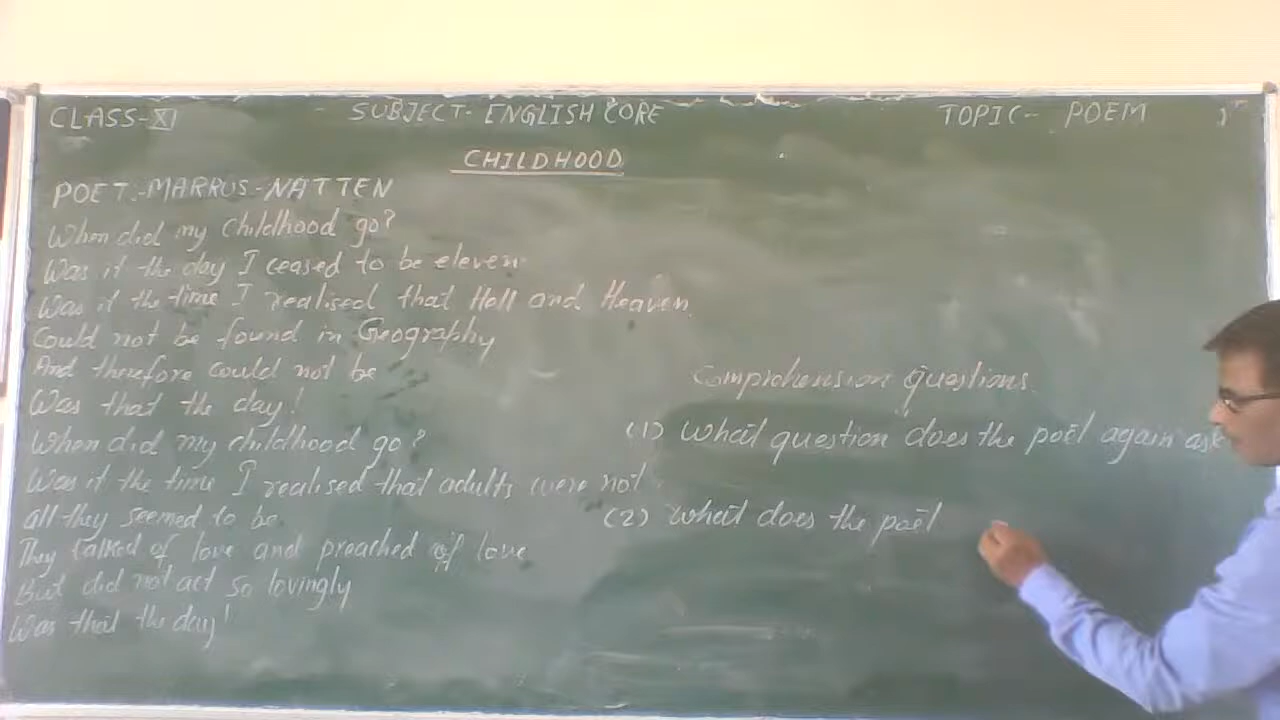 CLASS-XI SUBJECT-ENGLISH CORE TOPIC- POEM
CHILDHOOD
POET.-MARRUS-NATTEN
When did my Childhood go?
Was it the day I ceased to be eleven
Was it the time I realised that Hell and Heaven
Could not be found in Geography
And therefore could not be
Was that the day!
When did my childhood go?
Was it the time I realised that adults were not
all they seemed to be
They talked of love and preached of love
But did not act so lovingly
Was that the day!
Comprehension questions
(1) What question does the poet again ask
(2) What does the poet